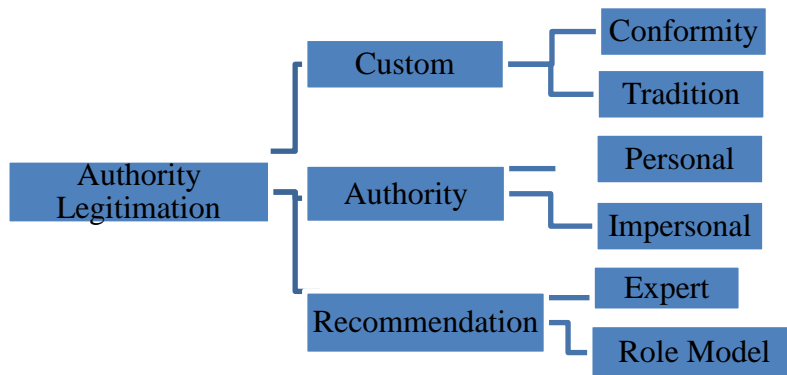 Authority
Legitimation
Custom
Conformity
Tradition
Authority
Personal
Impersonal
Recommendation
Expert
Role Model